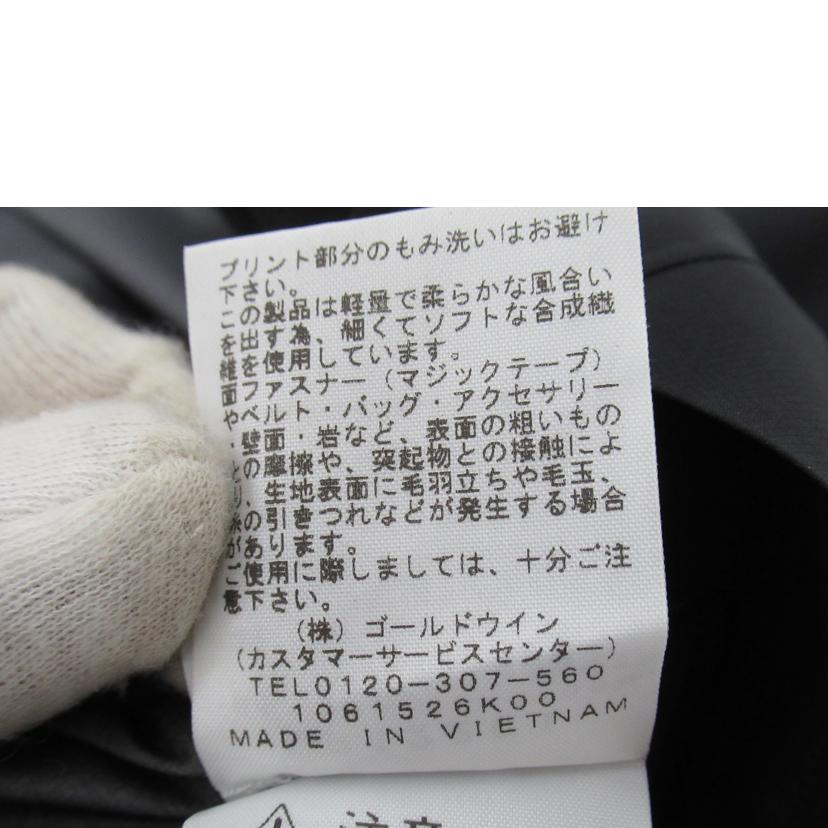 プリント部分のもみ洗いはお避け
下さい。
この製品は軽量で柔らかな風合い
を出す為、細くてソフトな合成繊
維を使用しています。
面ファスナー（マジックテープ）
やベルト・バッグ・アクセサリー
・壁面・岩など、表面の粗いもの
との摩擦や、突起物との接触によ
り、生地表面に毛羽立ちや毛玉、
糸の引きつれなどが発生する場合
があります。
ご使用に際しましては、十分ご注
意下さい。
（株）ゴールドウイン
（カスタマーサービスセンター）
TEL0120-307-560
1061526K00
MADE IN VIETNAM
注意